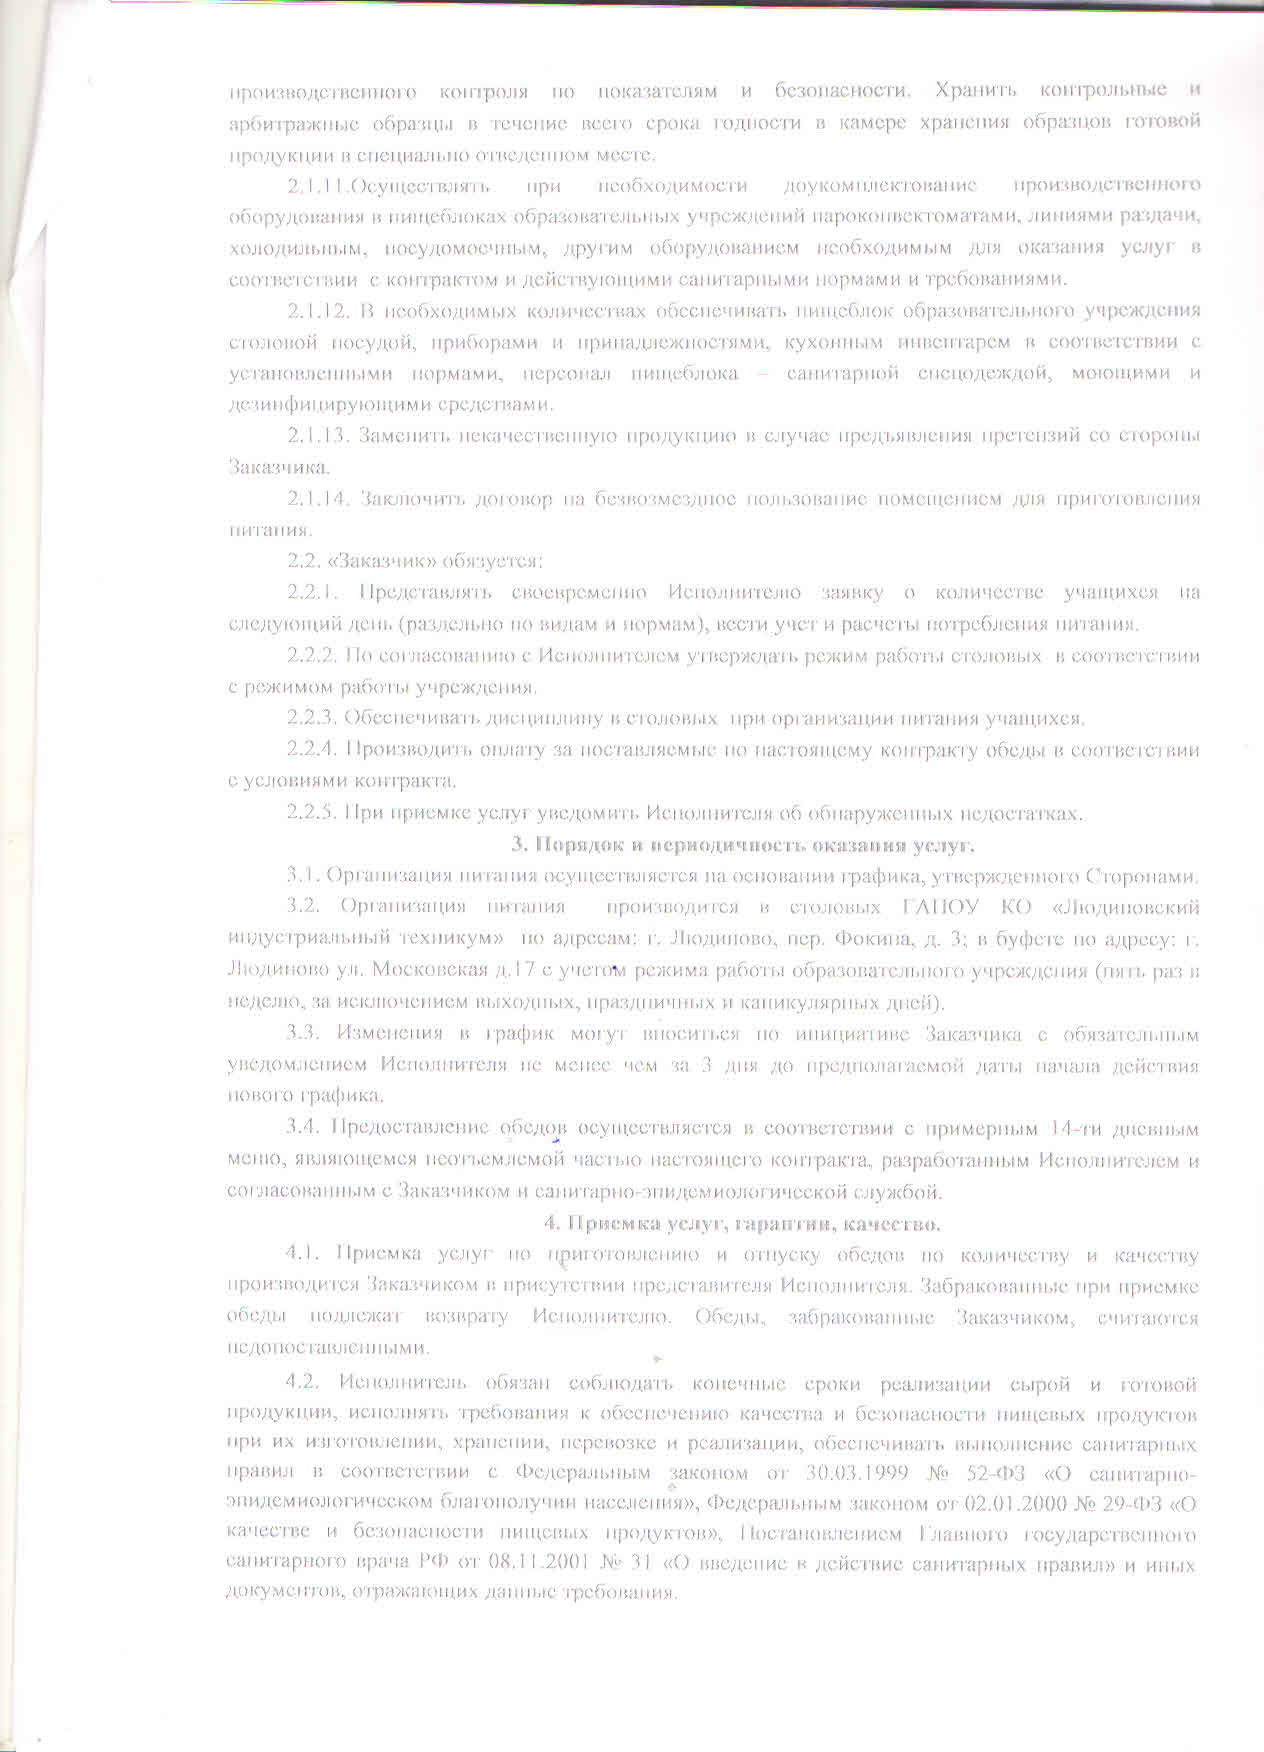 производственного контроля по показателям и безопасности. Хранить контрольные и
арбитражные образцы в течение всего срока годности в камере хранения образцов готовой
продукции в специально отведенном месте.
2.1.11.Осуществлять при необходимости доукомплектование производственного
оборудования в пищеблоках образовательных учреждений пароконвектоматами, линиями раздачи,
холодильным, посудомоечным, другим оборудованием необходимым для оказания услуг в
соответствии с контрактом и действующими санитарными нормами и требованиями.
2.1.12. В необходимых количествах обеспечивать пищеблок образовательного учреждения
столовой посудой, приборами и принадлежностями, кухонным инвентарем в соответствии с
установленными нормами, персонал пищеблока – санитарной спецодеждой, моющими и
дезинфицирующими средствами.
2.1.13. Заменить некачественную продукцию в случае предъявления претензий со стороны
Заказчика.
2.1.14. Заключить договор на безвозмездное пользование помещением для приготовления
питания.
2.2. «Заказчик» обязуется:
2.2.1. Представлять своевременно Исполнителю заявку о количестве учащихся на
следующий день (раздельно по видам и нормам), вести учет и расчеты потребления питания.
2.2.2. По согласованию с Исполнителем утверждать режим работы столовых в соответствии
с режимом работы учреждения.
2.2.3. Обеспечивать дисциплину в столовых при организации питания учащихся.
2.2.4. Производить оплату за поставляемые по настоящему контракту обеды в соответствии
с условиями контракта.
2.2.5. При приемке услуг уведомить Исполнителя об обнаруженных недостатках.
3. Порядок и периодичность оказания услуг.
3.1. Организация питания осуществляется на основании графика, утвержденного Сторонами.
3.2. Организация питания производится в столовых ГАПОУ КО «Людиновский
индустриальный техникум» по адресам: г. Людиново, пер. Фокина, д. 3; в буфете по адресу: г.
Людиново ул. Московская д.17 с учетом режима работы образовательного учреждения (пять раз в
неделю, за исключением выходных, праздничных и каникулярных дней).
3.3. Изменения в график могут вноситься по инициативе Заказчика с обязательным
уведомлением Исполнителя не менее чем за 3 дня до предполагаемой даты начала действия
нового графика.
3.4. Предоставление обедов осуществляется в соответствии с примерным 14-ти дневным
меню, являющемся неотъемлемой частью настоящего контракта, разработанным Исполнителем и
согласованным с Заказчиком и санитарно-эпидемиологической службой.
4. Приемка услуг, гарантии, качество.
4.1. Приемка услуг по приготовлению и отпуску обедов по количеству и качеству
производится Заказчиком в присутствии представителя Исполнителя. Забракованные при приемке
обеды подлежат возврату Исполнителю. Обеды, забракованные Заказчиком, считаются
недопоставленными.
4.2. Исполнитель обязан соблюдать конечные сроки реализации сырой и готовой
продукции, исполнять требования к обеспечению качества и безопасности пищевых продуктов
при их изготовлении, хранении, перевозке и реализации, обеспечивать выполнение санитарных
правил в соответствии с Федеральным законом от 30.03.1999 № 52-ФЗ «О санитарно-
эпидемиологическом благополучии населения», Федеральным законом от 02.01.2000 № 29-ФЗ «О
качестве и безопасности пищевых продуктов», Постановлением Главного государственного
санитарного врача РФ от 08.11.2001 № 31 «О введение в действие санитарных правил» и иных
документов, отражающих данные требования.